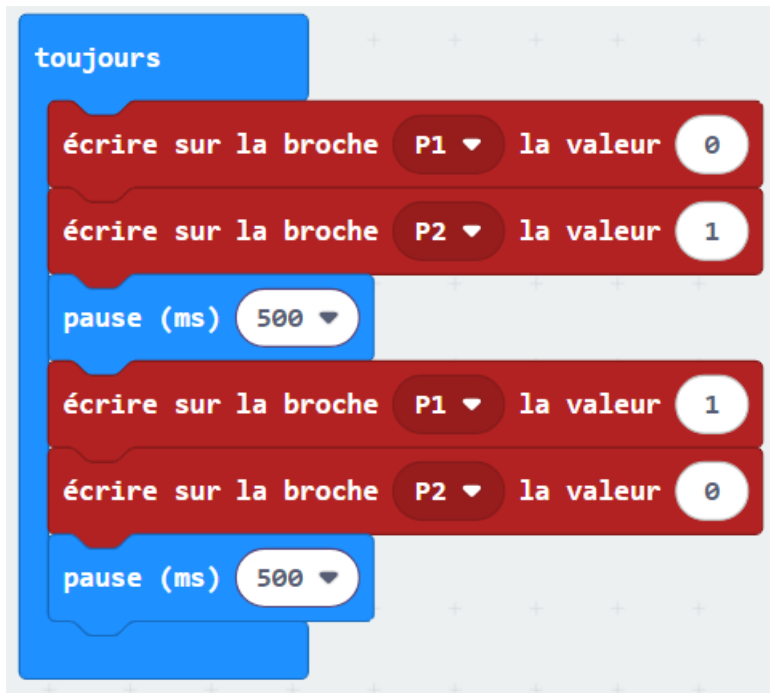 toujours
écrire sur la broche P1 la valeur 0
écrire sur la broche P2 la valeur 1
pause (ms) 500
écrire sur la broche P1 la valeur 1
écrire sur la broche P2 la valeur 0
pause (ms) 500